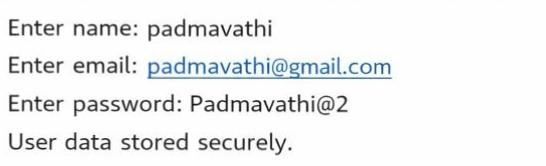 Enter name: padmavathi
Enter email: padmavathi@gmail.com
Enter password: Padmavathi@2
User data stored securely.